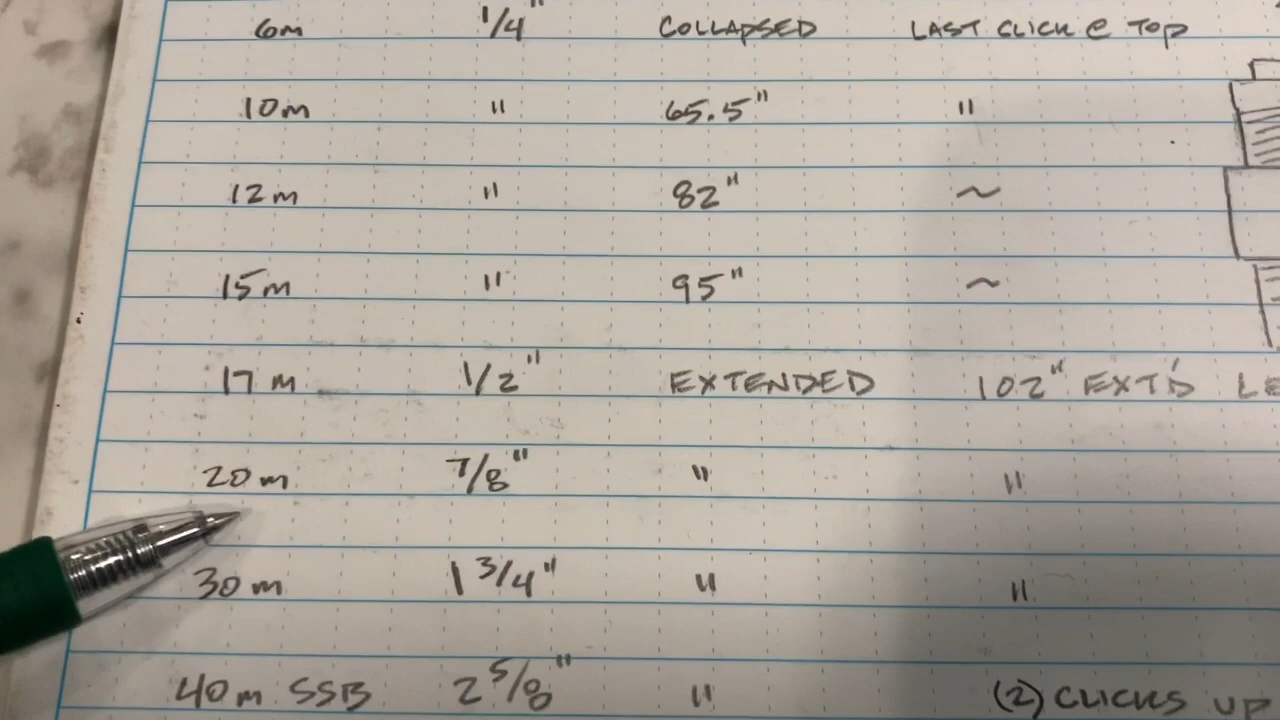 6m 1/4" COLLAPSED LAST CLICK @ TOP
10m " 65.5" "
12m " 82" ~
15m " 95" ~
17m 1/2" EXTENDED 102" EXT'D LE
20m 7/8" " "
30m 1 3/4" " "
40m SSB 2 5/8" " (2) CLICKS UP